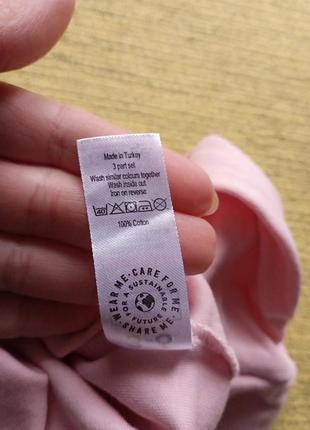 Made in Turkey
3 part set
Wash similar colours together
Wash inside out
Iron on reverse
40
100% Cotton
WEAR ME · CARE FOR ME · SHARE ME ·
FOR A SUSTAINABLE FUTURE